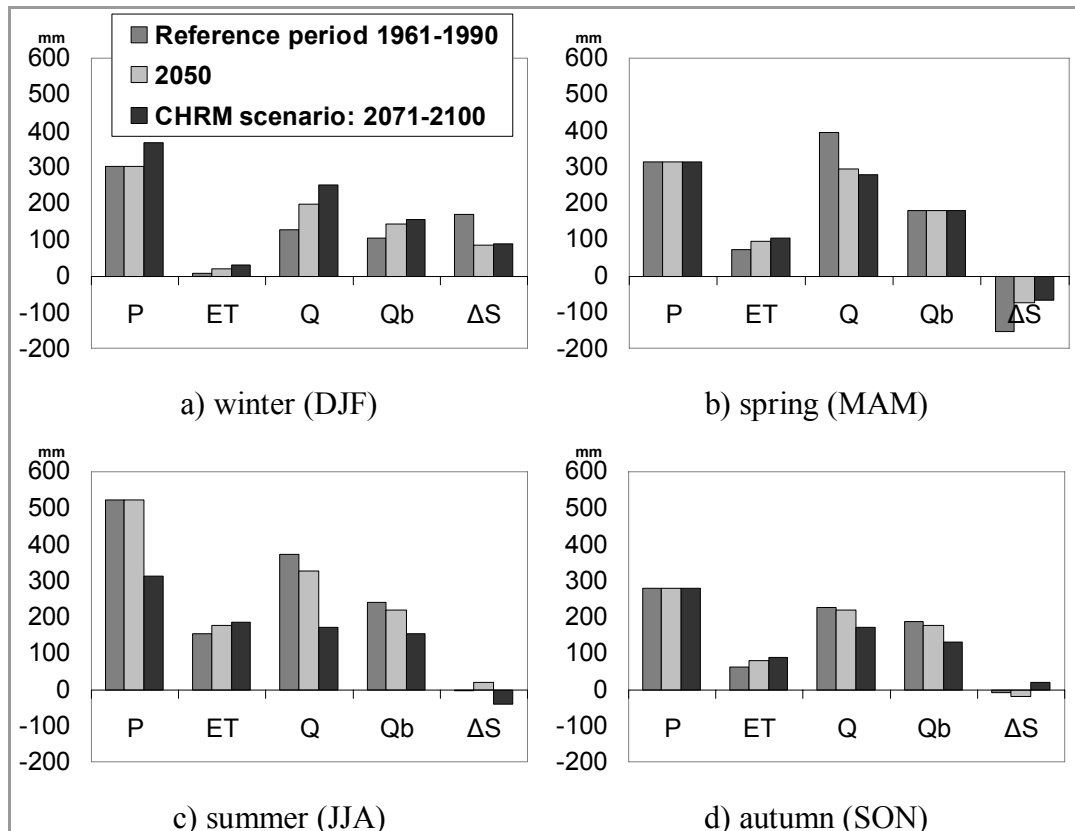 mm
Reference period 1961-1990
2050
CHRM scenario: 2071-2100
600
500
400
300
200
100
0
-100
-200
P ET Q Qb ΔS
a) winter (DJF)
mm
600
500
400
300
200
100
0
-100
-200
P ET Q Qb ΔS
b) spring (MAM)
mm
600
500
400
300
200
100
0
-100
-200
P ET Q Qb ΔS
c) summer (JJA)
mm
600
500
400
300
200
100
0
-100
-200
P ET Q Qb ΔS
d) autumn (SON)